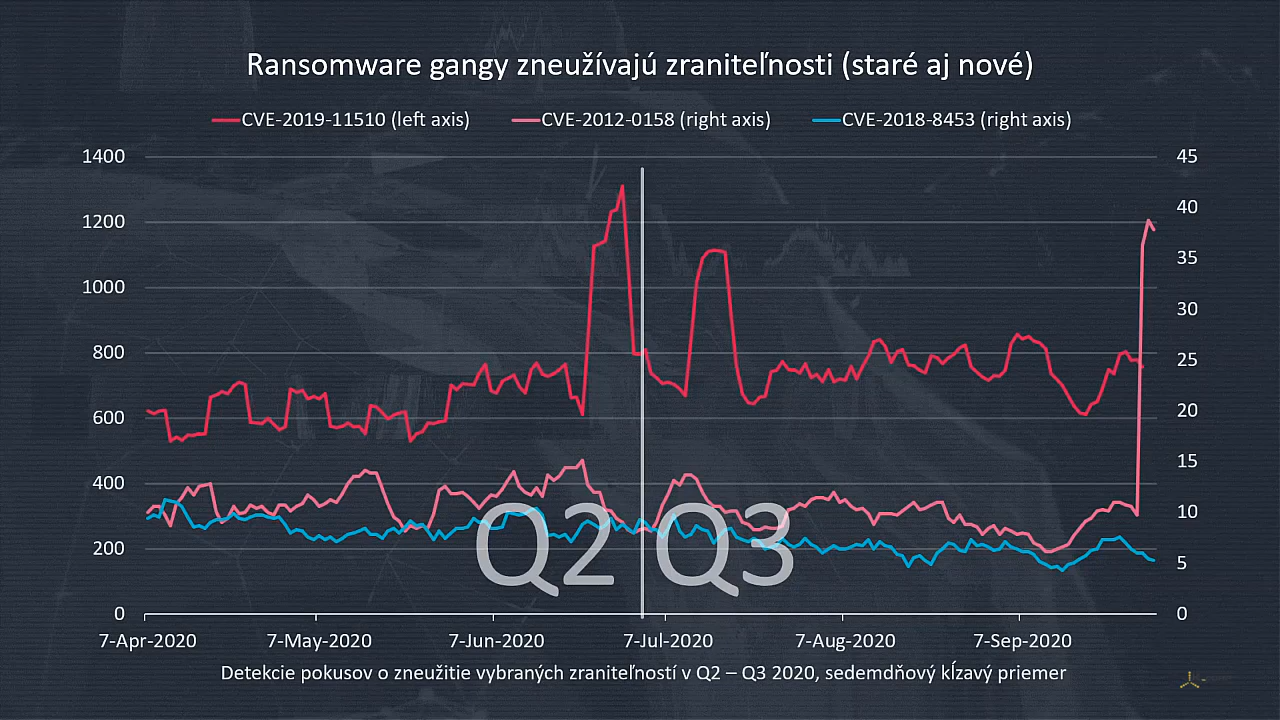 Ransomware gangy zneužívajú zraniteľnosti (staré aj nové)
CVE-2019-11510 (left axis) CVE-2012-0158 (right axis) CVE-2018-8453 (right axis)
1400 45
1200 40
1000 35
800 30
600 25
400 20
200 15
0 10
5
0
Q2 Q3
7-Apr-2020 7-May-2020 7-Jun-2020 7-Jul-2020 7-Aug-2020 7-Sep-2020
Detekcie pokusov o zneužitie vybraných zraniteľností v Q2 – Q3 2020, sedemdňový kĺzavý priemer